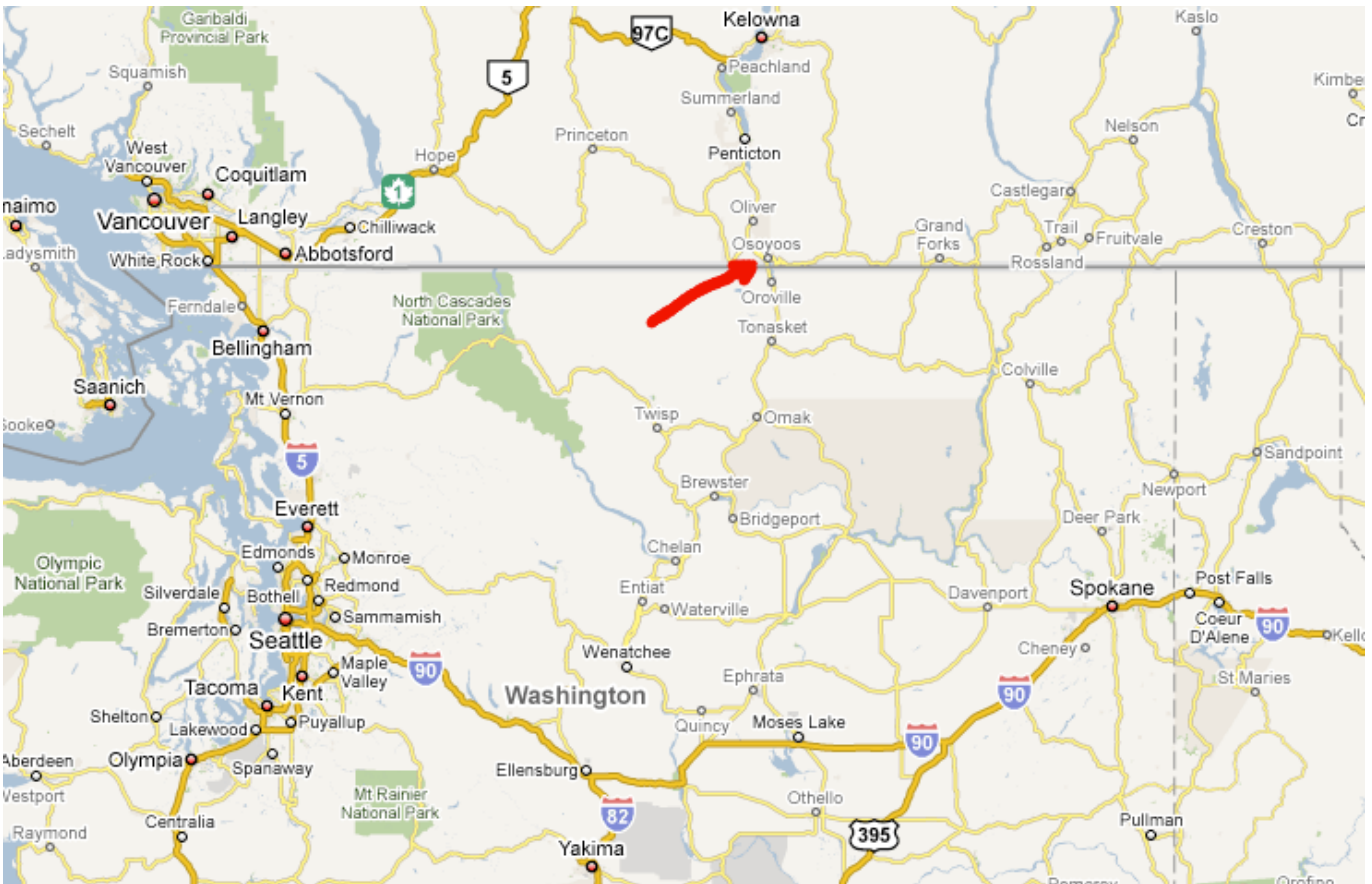 Garibaldi
Provincial Park
97C
Kelowna
Kaslo
Squamish
5
Peachland
Kimbe
Summerland
Sechelt
West
Vancouver
Coquitlam
Hope
Princeton
Penticton
Nelson
Cr
1
Castlegar
naimo
Vancouver
Langley
Chilliwack
Oliver
Grand
Forks
Trail
Fruitvale
Creston
Ladysmith
White Rock
Abbotsford
Osoyoos
Rossland
Ferndale
North Cascades
National Park
Oroville
Tonasket
Bellingham
Colville
Saanich
Mt Vernon
Twisp
Omak
Sooke
5
Sandpoint
Brewster
Newport
Everett
Bridgeport
Deer Park
Edmonds
Monroe
Chelan
Olympic
National Park
Silverdale
Bothell
Redmond
Entiat
Waterville
Davenport
Spokane
Post Falls
Bremerton
Sammamish
Coeur
D'Alene
90
Kello
Seattle
Wenatchee
Cheney
Maple
Valley
90
Washington
Ephrata
90
St Maries
Tacoma
Kent
Shelton
Lakewood
Puyallup
Quincy
Moses Lake
90
Aberdeen
Olympia
Spanaway
Ellensburg
Westport
Mt Rainier
National Park
82
Othello
395
Pullman
Centralia
Raymond
Yakima
Pomeroy
Orofino